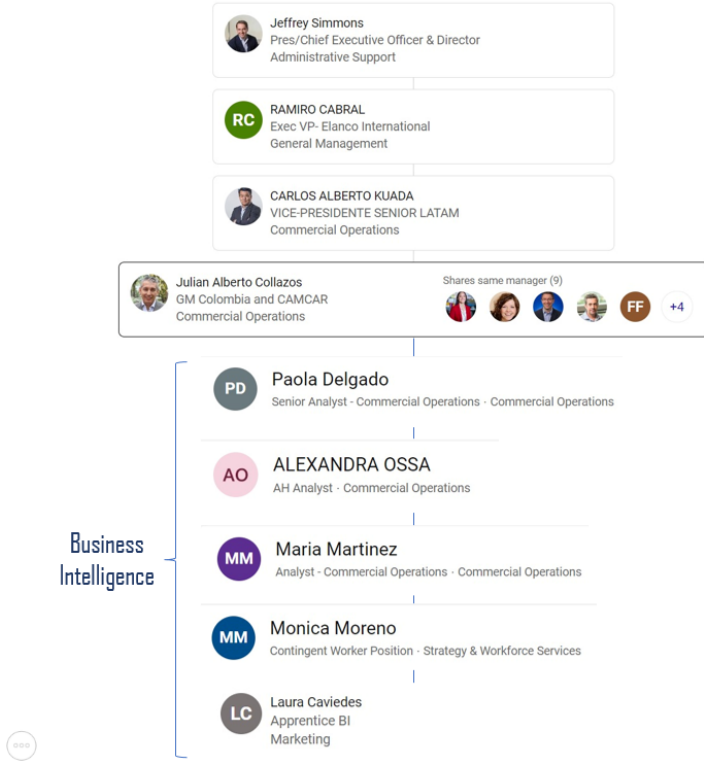 Jeffrey Simmons
Pres/Chief Executive Officer & Director
Administrative Support
RC
RAMIRO CABRAL
Exec VP- Elanco International
General Management
CARLOS ALBERTO KUADA
VICE-PRESIDENTE SENIOR LATAM
Commercial Operations
Julian Alberto Collazos
GM Colombia and CAMCAR
Commercial Operations
Shares same manager (9)
FF
+4
Business
Intelligence
PD
Paola Delgado
Senior Analyst - Commercial Operations · Commercial Operations
AO
ALEXANDRA OSSA
AH Analyst · Commercial Operations
MM
Maria Martinez
Analyst - Commercial Operations · Commercial Operations
MM
Monica Moreno
Contingent Worker Position · Strategy & Workforce Services
LC
Laura Caviedes
Apprentice BI
Marketing